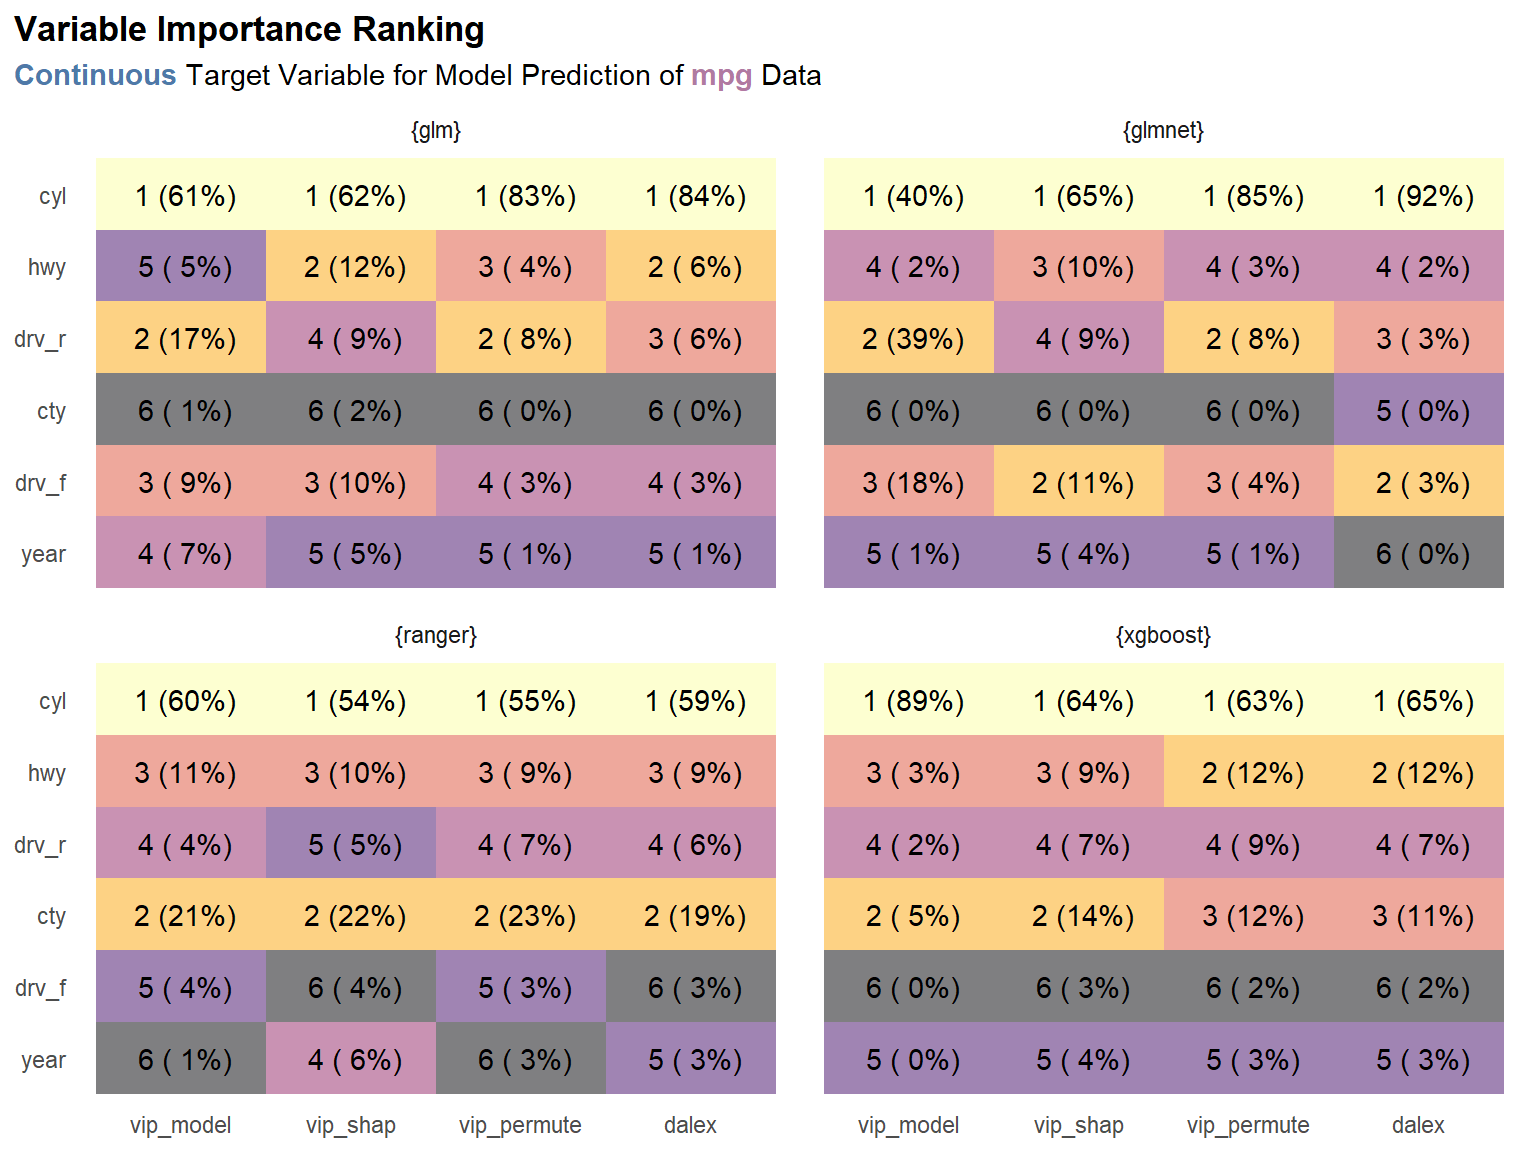 Variable Importance Ranking
Continuous Target Variable for Model Prediction of mpg Data
{glm} {glmnet}
cyl 1 (61%) 1 (62%) 1 (83%) 1 (84%) 1 (40%) 1 (65%) 1 (85%) 1 (92%)
hwy 5 ( 5%) 2 (12%) 3 ( 4%) 2 ( 6%) 4 ( 2%) 3 (10%) 4 ( 3%) 4 ( 2%)
drv_r 2 (17%) 4 ( 9%) 2 ( 8%) 3 ( 6%) 2 (39%) 4 ( 9%) 2 ( 8%) 3 ( 3%)
cty 6 ( 1%) 6 ( 2%) 6 ( 0%) 6 ( 0%) 6 ( 0%) 6 ( 0%) 6 ( 0%) 5 ( 0%)
drv_f 3 ( 9%) 3 (10%) 4 ( 3%) 4 ( 3%) 3 (18%) 2 (11%) 3 ( 4%) 2 ( 3%)
year 4 ( 7%) 5 ( 5%) 5 ( 1%) 5 ( 1%) 5 ( 1%) 5 ( 4%) 5 ( 1%) 6 ( 0%)
{ranger} {xgboost}
cyl 1 (60%) 1 (54%) 1 (55%) 1 (59%) 1 (89%) 1 (64%) 1 (63%) 1 (65%)
hwy 3 (11%) 3 (10%) 3 ( 9%) 3 ( 9%) 3 ( 3%) 3 ( 9%) 2 (12%) 2 (12%)
drv_r 4 ( 4%) 5 ( 5%) 4 ( 7%) 4 ( 6%) 4 ( 2%) 4 ( 7%) 4 ( 9%) 4 ( 7%)
cty 2 (21%) 2 (22%) 2 (23%) 2 (19%) 2 ( 5%) 2 (14%) 3 (12%) 3 (11%)
drv_f 5 ( 4%) 6 ( 4%) 5 ( 3%) 6 ( 3%) 6 ( 0%) 6 ( 3%) 6 ( 2%) 6 ( 2%)
year 6 ( 1%) 4 ( 6%) 6 ( 3%) 5 ( 3%) 5 ( 0%) 5 ( 4%) 5 ( 3%) 5 ( 3%)
vip_model vip_shap vip_permute dalex vip_model vip_shap vip_permute dalex